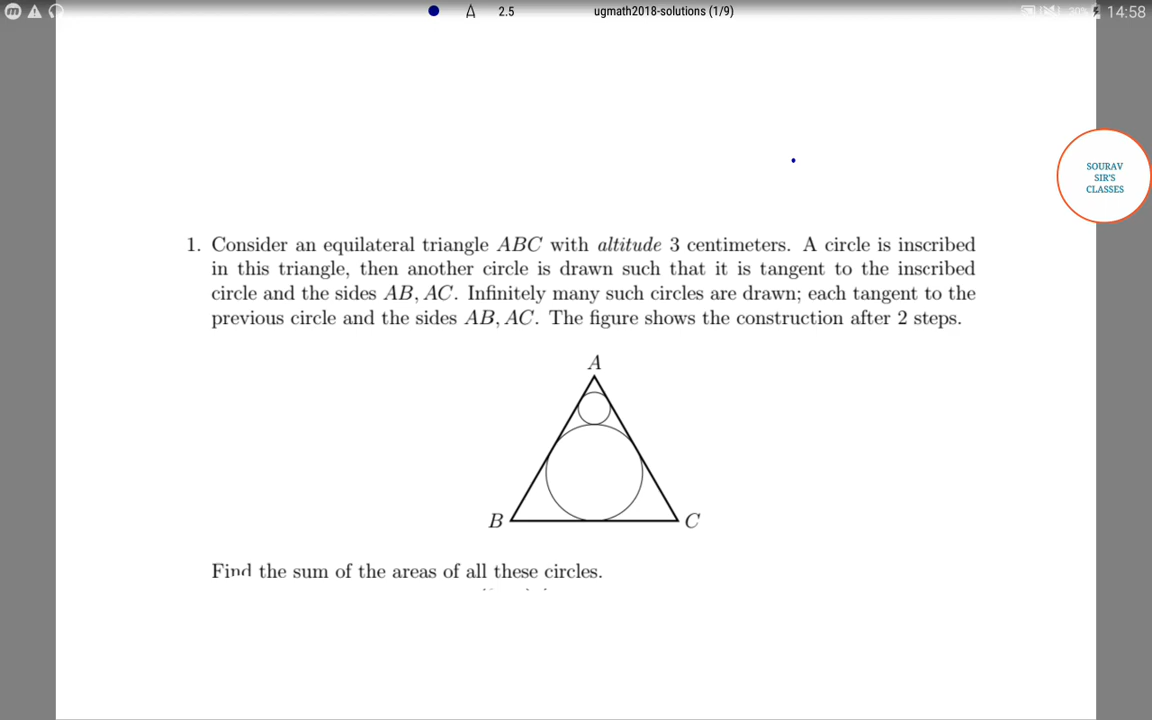 2.5 ugmath2018-solutions (1/9) 30% 14:58
SOURAV
SIR'S
CLASSES
1. Consider an equilateral triangle ABC with altitude 3 centimeters. A circle is inscribed
in this triangle, then another circle is drawn such that it is tangent to the inscribed
circle and the sides AB, AC. Infinitely many such circles are drawn; each tangent to the
previous circle and the sides AB, AC. The figure shows the construction after 2 steps.
A
B C
Find the sum of the areas of all these circles.